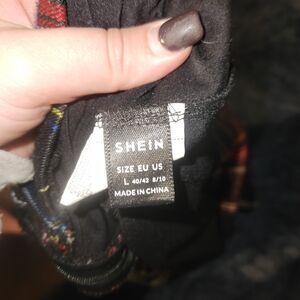 SHEIN
SIZE EU US
L 40/42 8/10
MADE IN CHINA